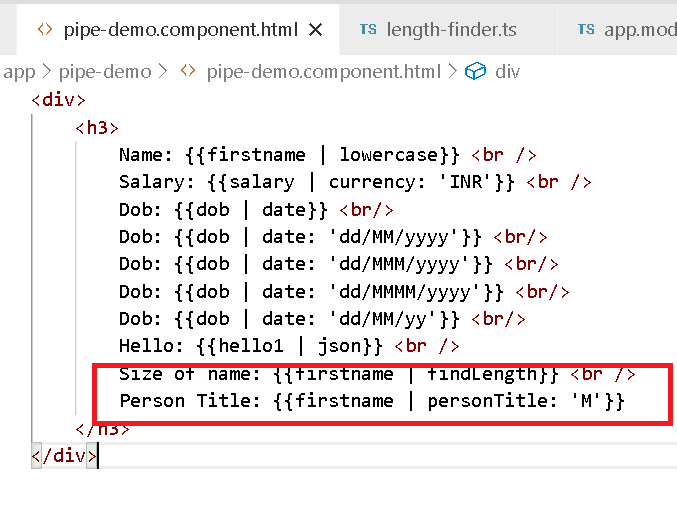 pipe-demo.component.html
TS length-finder.ts
TS app.mod
app > pipe-demo > pipe-demo.component.html > div
<div>
<h3>
Name: {{firstname | lowercase}} <br />
Salary: {{salary | currency: 'INR'}} <br />
Dob: {{dob | date}} <br/>
Dob: {{dob | date: 'dd/MM/yyyy'}} <br/>
Dob: {{dob | date: 'dd/MMM/yyyy'}} <br/>
Dob: {{dob | date: 'dd/MMMM/yyyy'}} <br/>
Dob: {{dob | date: 'dd/MM/yy'}} <br/>
Hello: {{hello1 | json}} <br />
Size of name: {{firstname | findLength}} <br />
Person Title: {{firstname | personTitle: 'M'}}
</h3>
</div>